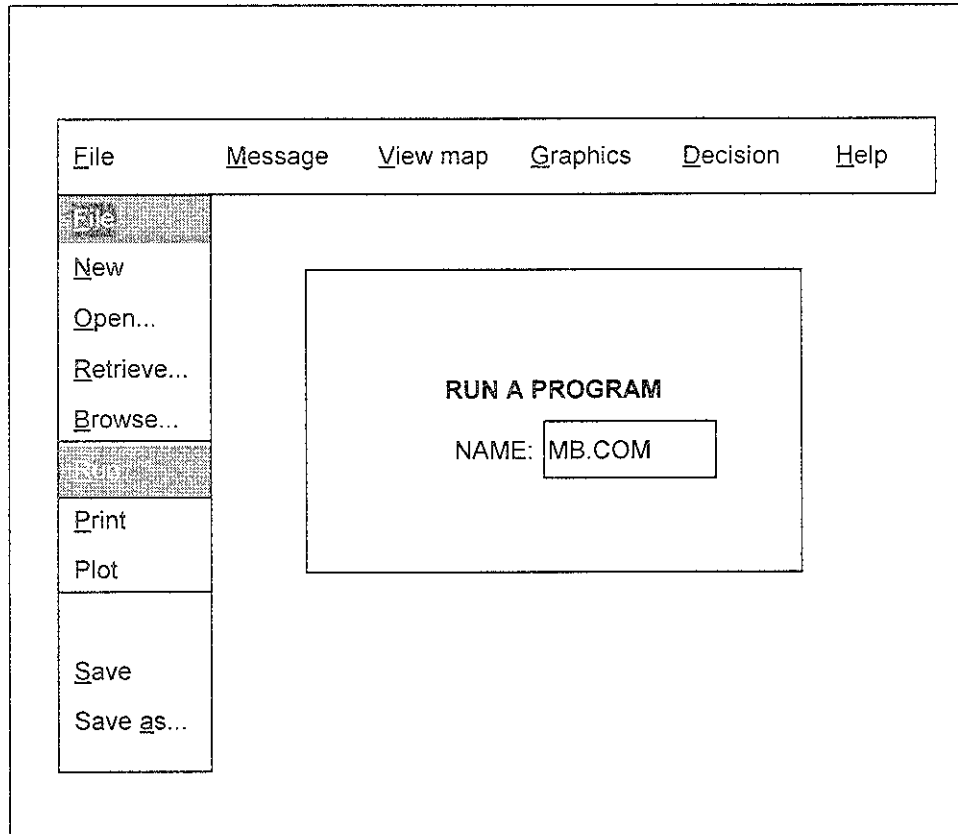 File Message View map Graphics Decision Help
File
New
Open...
Retrieve...
Browse...
Run
Print
Plot
Save
Save as...
RUN A PROGRAM
NAME: MB.COM